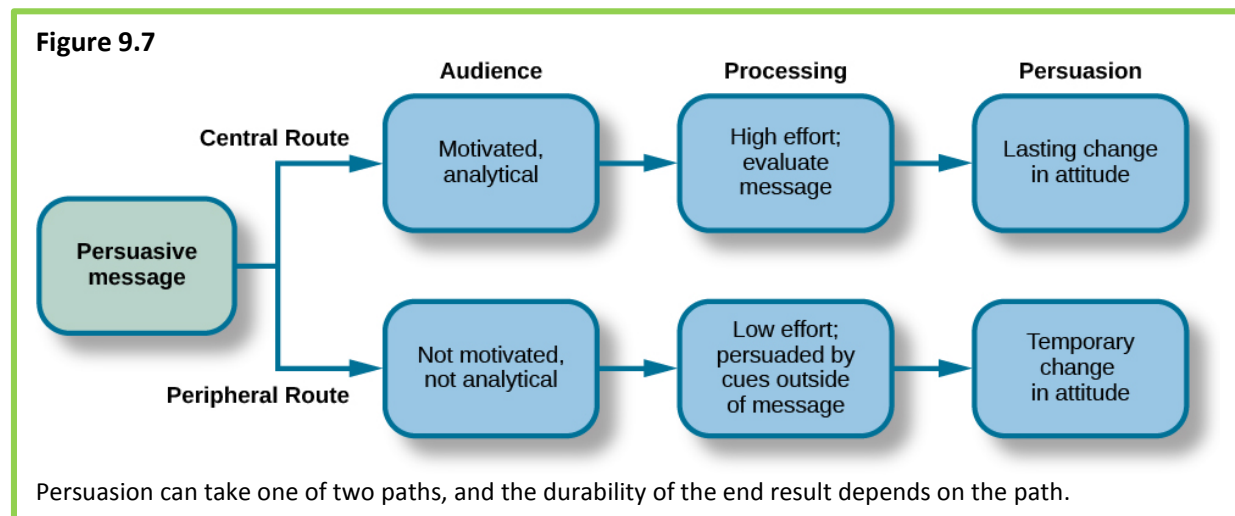 Figure 9.7
Audience
Processing
Persuasion
Central Route
Motivated,
analytical
High effort;
evaluate
message
Lasting change
in attitude
Persuasive
message
Peripheral Route
Not motivated,
not analytical
Low effort;
persuaded by
cues outside
of message
Temporary
change
in attitude
Persuasion can take one of two paths, and the durability of the end result depends on the path.